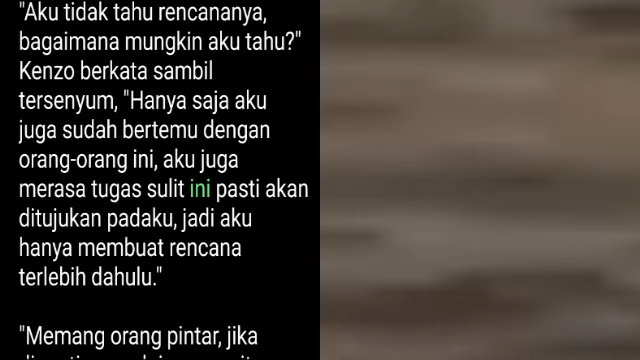 "Aku tidak tahu rencananya,
bagaimana mungkin aku tahu?"
Kenzo berkata sambil
tersenyum, "Hanya saja aku
juga sudah bertemu dengan
orang-orang ini, aku juga
merasa tugas sulit ini pasti akan
ditujukan padaku, jadi aku
hanya membuat rencana
terlebih dahulu."
"Memang orang pintar, jika